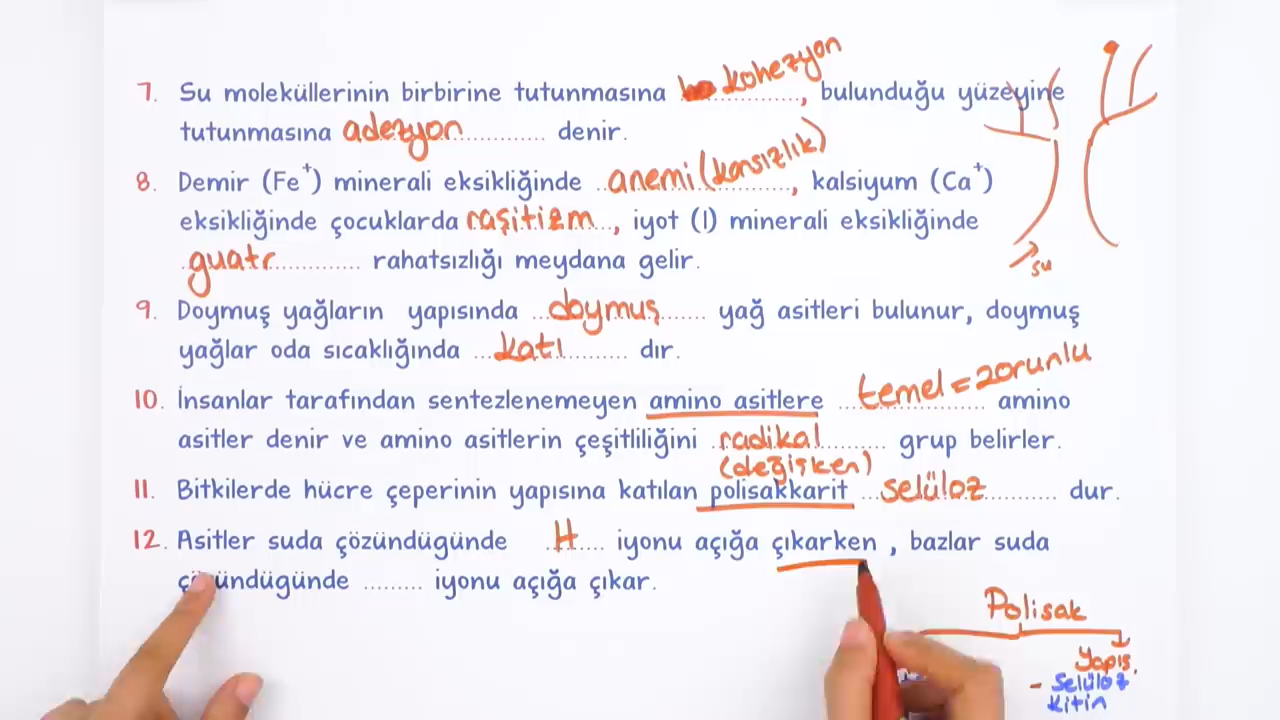 7. Su moleküllerinin birbirine tutunmasına kohezyon, bulunduğu yüzeyine
tutunmasına adezyon denir.
8. Demir (Fe⁺) minerali eksikliğinde anemi (kansızlık), kalsiyum (Ca⁺)
eksikliğinde çocuklarda raşitizm, iyot (I) minerali eksikliğinde
guatr rahatsızlığı meydana gelir.
9. Doymuş yağların yapısında doymuş yağ asitleri bulunur, doymuş
yağlar oda sıcaklığında katı dır.
10. İnsanlar tarafından sentezlenemeyen amino asitlere temel = zorunlu amino
asitler denir ve amino asitlerin çeşitliliğini radikal grup belirler.
(değişken)
11. Bitkilerde hücre çeperinin yapısına katılan polisakkarit selüloz dur.
12. Asitler suda çözündügünde H iyonu açığa çıkarken , bazlar suda
çözündügünde ......... iyonu açığa çıkar.
su
Polisak
Yapıs.
- Selüloz
Kitin